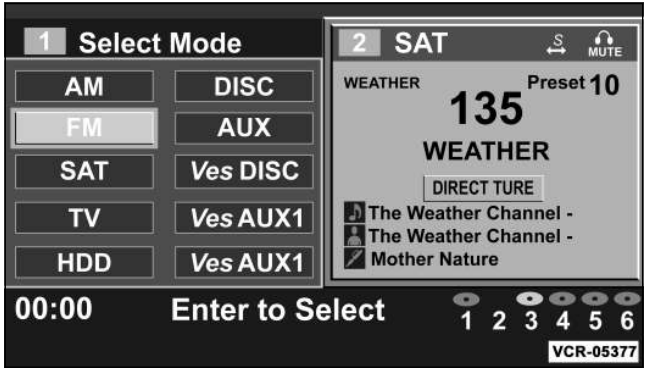 1 Select Mode
AM DISC
FM AUX
SAT Ves DISC
TV Ves AUX1
HDD Ves AUX1
2 SAT S MUTE
WEATHER Preset 10
135
WEATHER
DIRECT TURE
The Weather Channel -
The Weather Channel -
Mother Nature
00:00 Enter to Select 1 2 3 4 5 6
VCR-05377